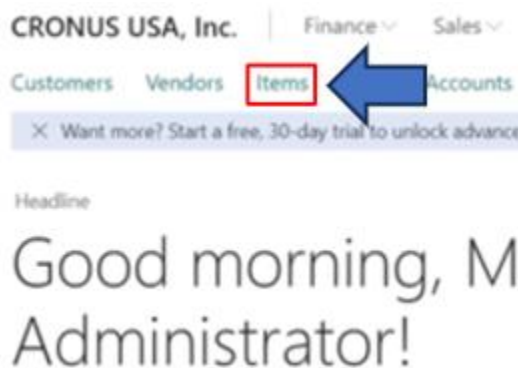 CRONUS USA, Inc. Finance Sales
Customers Vendors Items Accounts
× Want more? Start a free, 30-day trial to unlock advance
Headline
Good morning, M
Administrator!